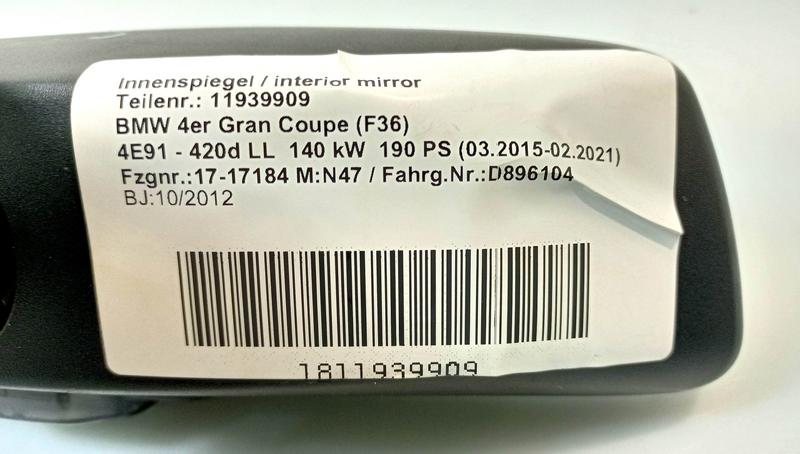 Innenspiegel / interior mirror
Teilenr.: 11939909
BMW 4er Gran Coupe (F36)
4E91 - 420d LL 140 kW 190 PS (03.2015-02.2021)
Fzgnr.:17-17184 M:N47 / Fahrg.Nr.:D896104
BJ:10/2012
1811939909